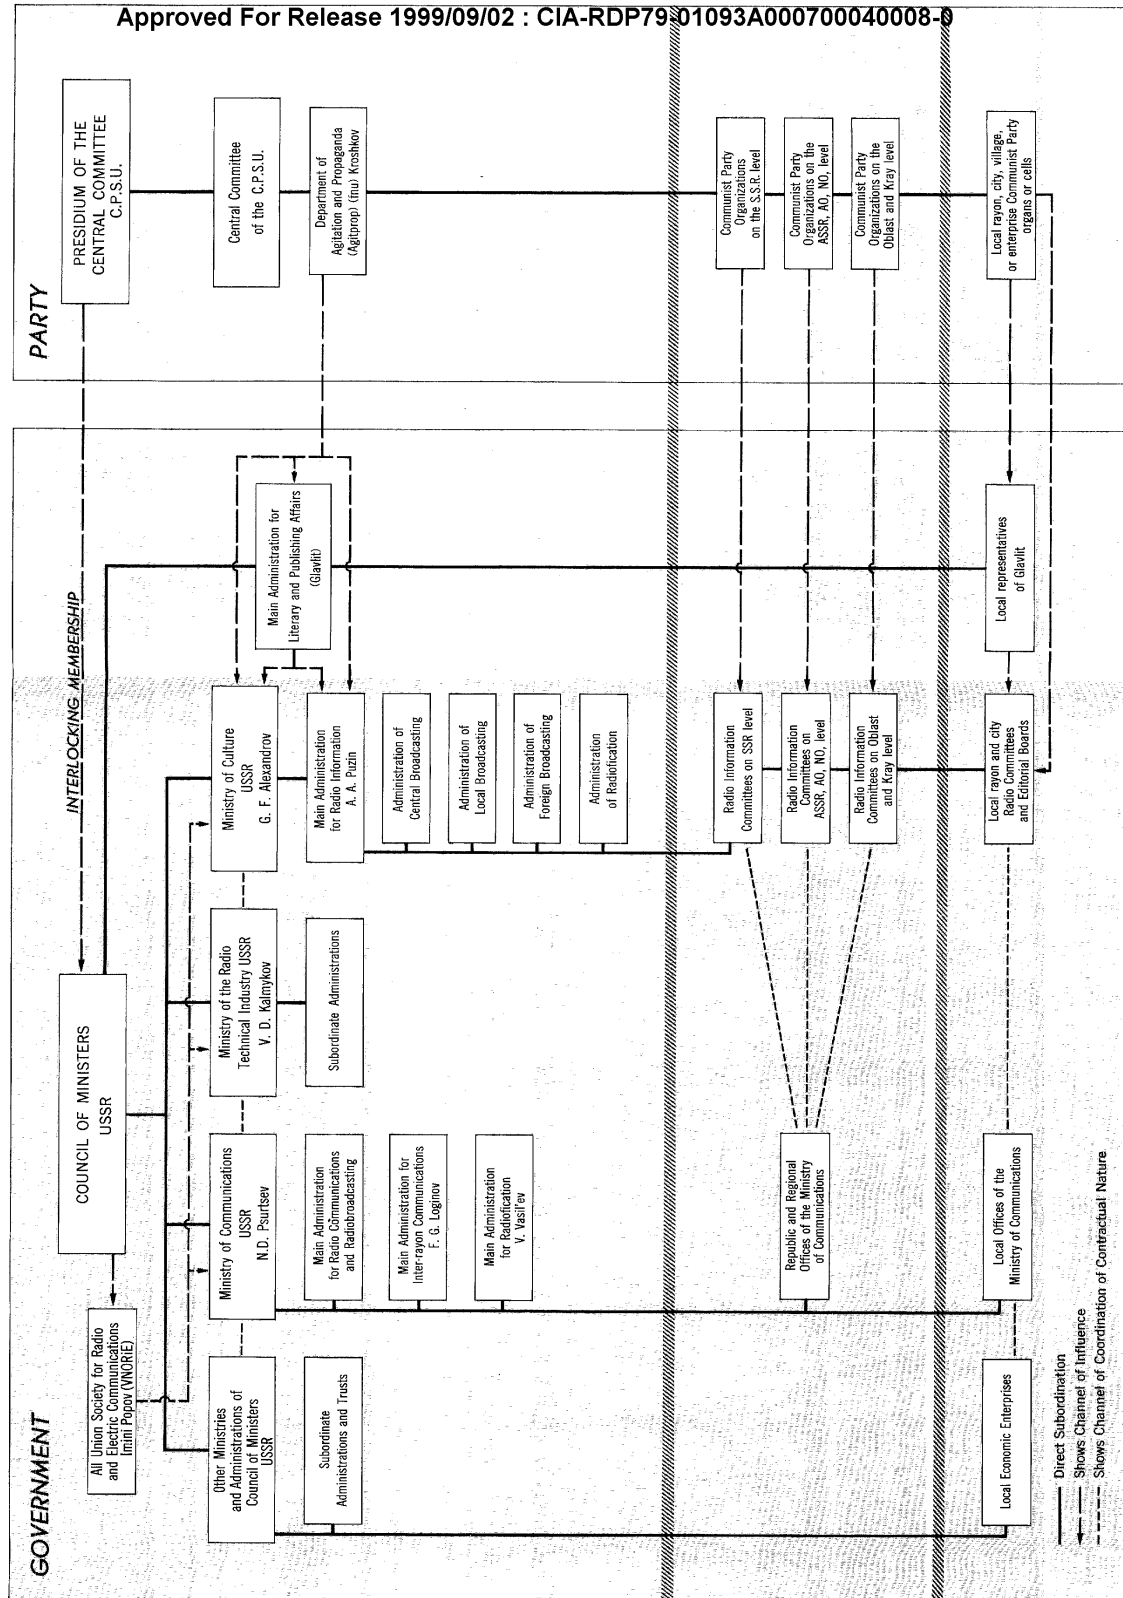 Approved For Release 1999/09/02 : CIA-RDP79-01093A000700040008-0
GOVERNMENT
PARTY
INTERLOCKING MEMBERSHIP
COUNCIL OF MINISTERS
USSR
PRESIDIUM OF THE
CENTRAL COMMITTEE
C.P.S.U.
All Union Society for Radio
and Electric Communications
Imini Popov (VNORiE)
Central Committee
of the C.P.S.U.
Department of
Agitation and Propaganda
(Agitprop) (fnu) Kroshkov
Other Ministries
and Administrations of
Council of Ministers
USSR
Ministry of Communications
USSR
N.D. Psurtsev
Ministry of the Radio
Technical Industry USSR
V. D. Kalmykov
Ministry of Culture
USSR
G. F. Alexandrov
Main Administration for
Literary and Publishing Affairs
(Glavlit)
Subordinate
Administrations and Trusts
Main Administration
for Radio Communications
and Radiobroadcasting
Subordinate Administrations
Main Administration
for Radio Information
A. A. Puzin
Main Administration for
Inter-rayon Communications
F. G. Loginov
Administration of
Central Broadcasting
Main Administration
for Radiofication
V. Vasil'ev
Administration of
Local Broadcasting
Administration of
Foreign Broadcasting
Administration
of Radiofication
Radio Information
Committees on SSR level
Communist Party
Organizations
on the S.S.R. level
Republic and Regional
Offices of the Ministry
of Communications
Radio Information
Committees on
ASSR, AO, NO, level
Communist Party
Organizations on the
ASSR, AO, NO, level
Radio Information
Committees on Oblast
and Kray level
Communist Party
Organizations on the
Oblast and Kray level
Local Economic Enterprises
Local Offices of the
Ministry of Communications
Local rayon and city
Radio Committees
and Editorial Boards
Local representatives
of Glavlit
Local rayon, city, village,
or enterprise Communist Party
organs or cells
Direct Subordination
Shows Channel of Influence
Shows Channel of Coordination of Contractual Nature